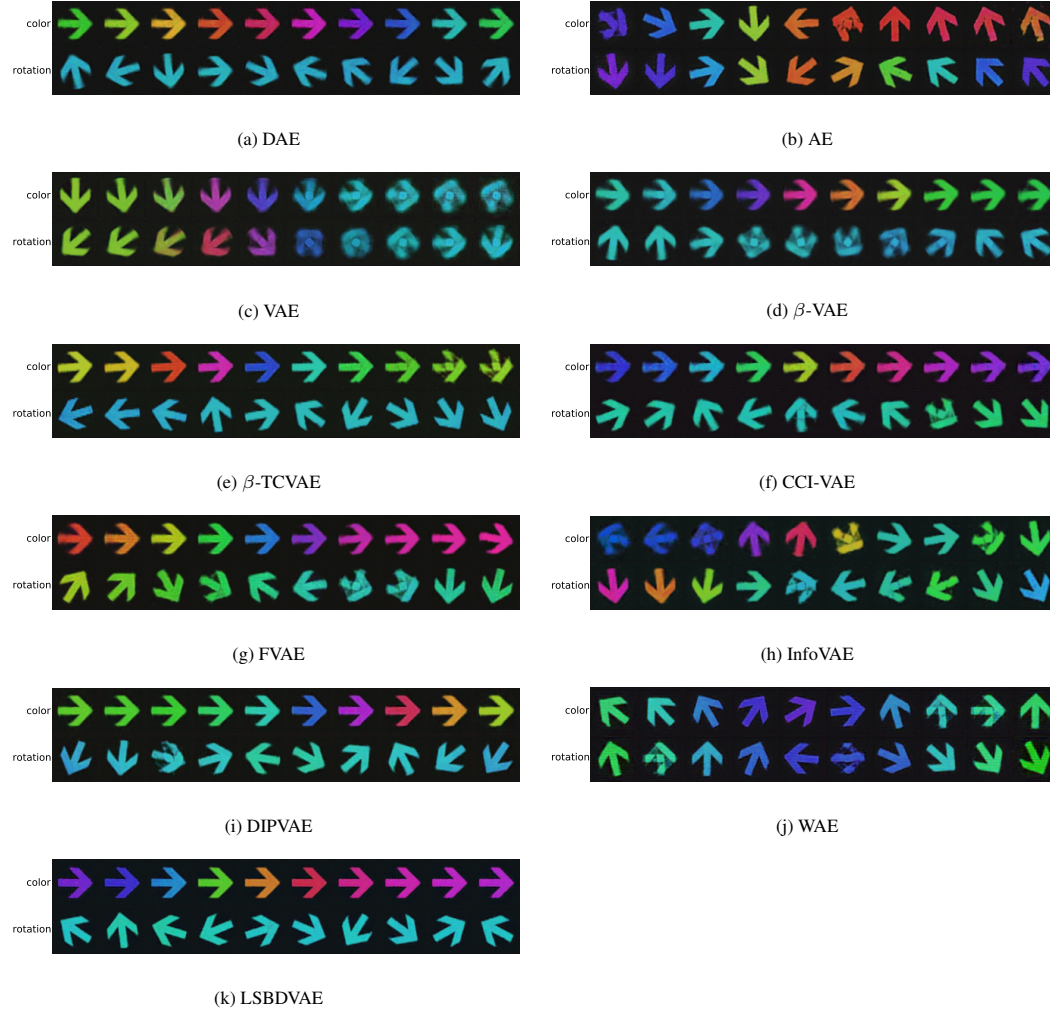 color
rotation
(a) DAE
color
rotation
(b) AE
color
rotation
(c) VAE
color
rotation
(d) β-VAE
color
rotation
(e) β-TCVAE
color
rotation
(f) CCI-VAE
color
rotation
(g) FVAE
color
rotation
(h) InfoVAE
color
rotation
(i) DIPVAE
color
rotation
(j) WAE
color
rotation
(k) LSBDVAE